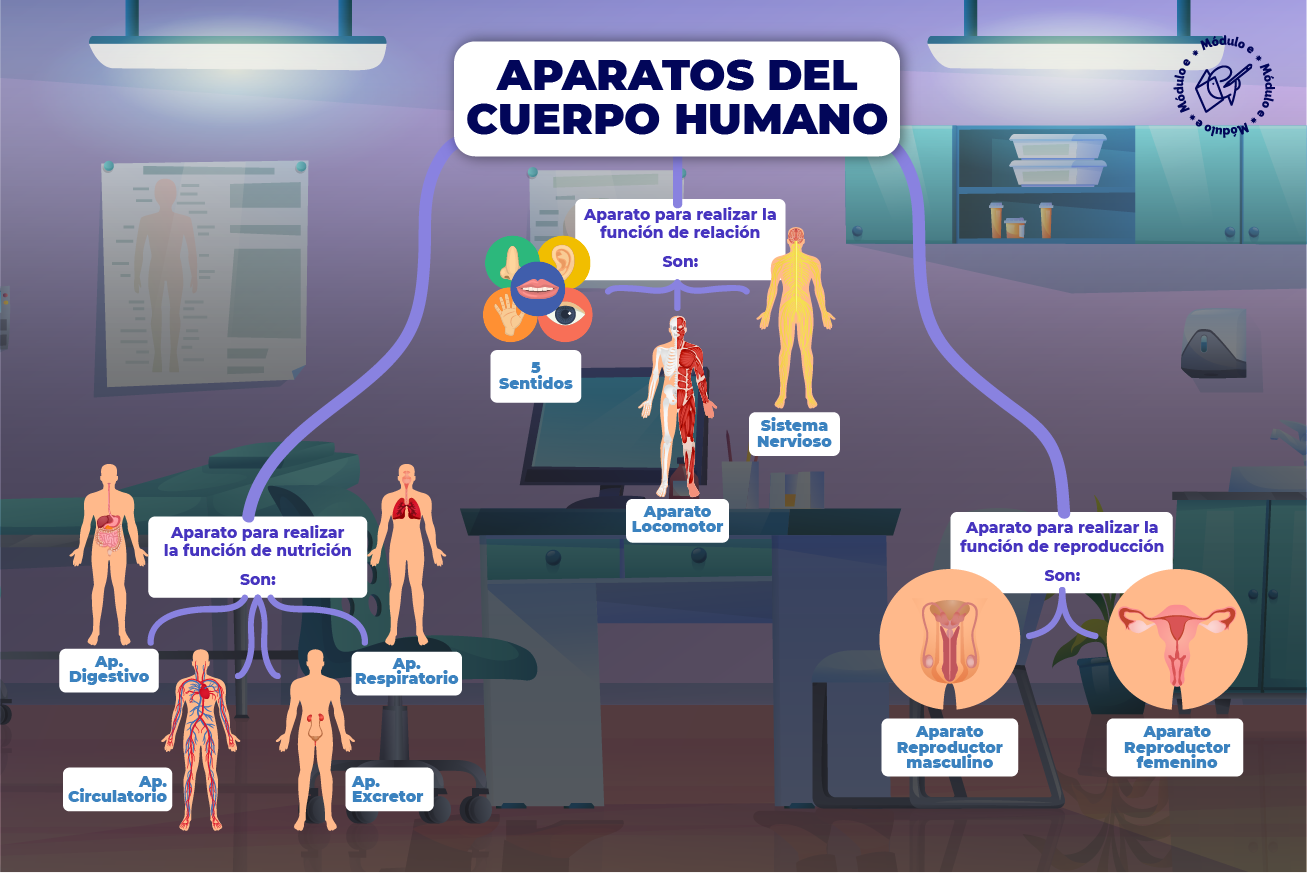 APARATOS DEL
CUERPO HUMANO
* Módulo e * Módulo e * Módulo e * Módulo e
Aparato para realizar la
función de relación
Son:
5
Sentidos
Aparato
Locomotor
Sistema
Nervioso
Aparato para realizar
la función de nutrición
Son:
Ap.
Digestivo
Ap.
Respiratorio
Ap.
Circulatorio
Ap.
Excretor
Aparato para realizar la
función de reproducción
Son:
Aparato
Reproductor
masculino
Aparato
Reproductor
femenino